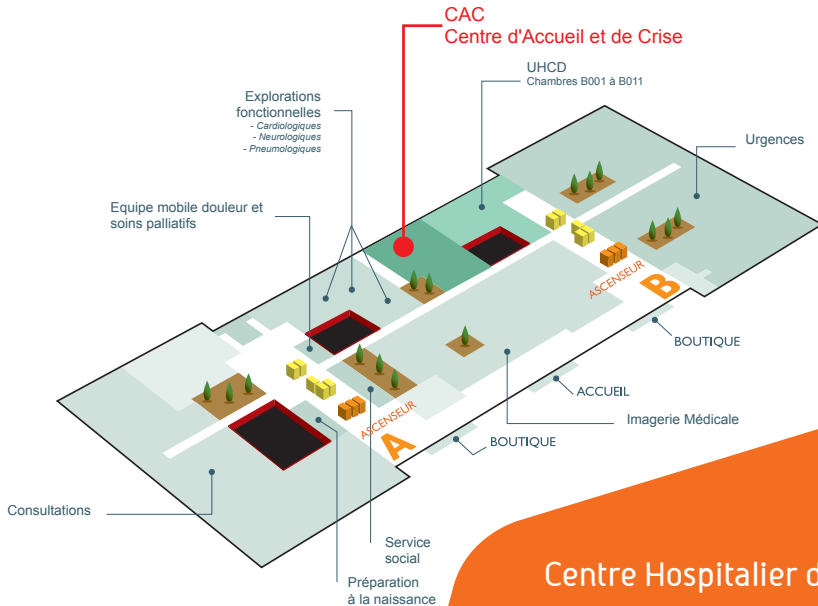 CAC
Centre d'Accueil et de Crise
UHCD
Chambres B001 à B011
Explorations
fonctionnelles
- Cardiologiques
- Neurologiques
- Pneumologiques
Urgences
Equipe mobile douleur et
soins palliatifs
ASCENSEUR
B
BOUTIQUE
ACCUEIL
Imagerie Médicale
ASCENSEUR
A
BOUTIQUE
Consultations
Service
social
Préparation
à la naissance
Centre Hospitalier d